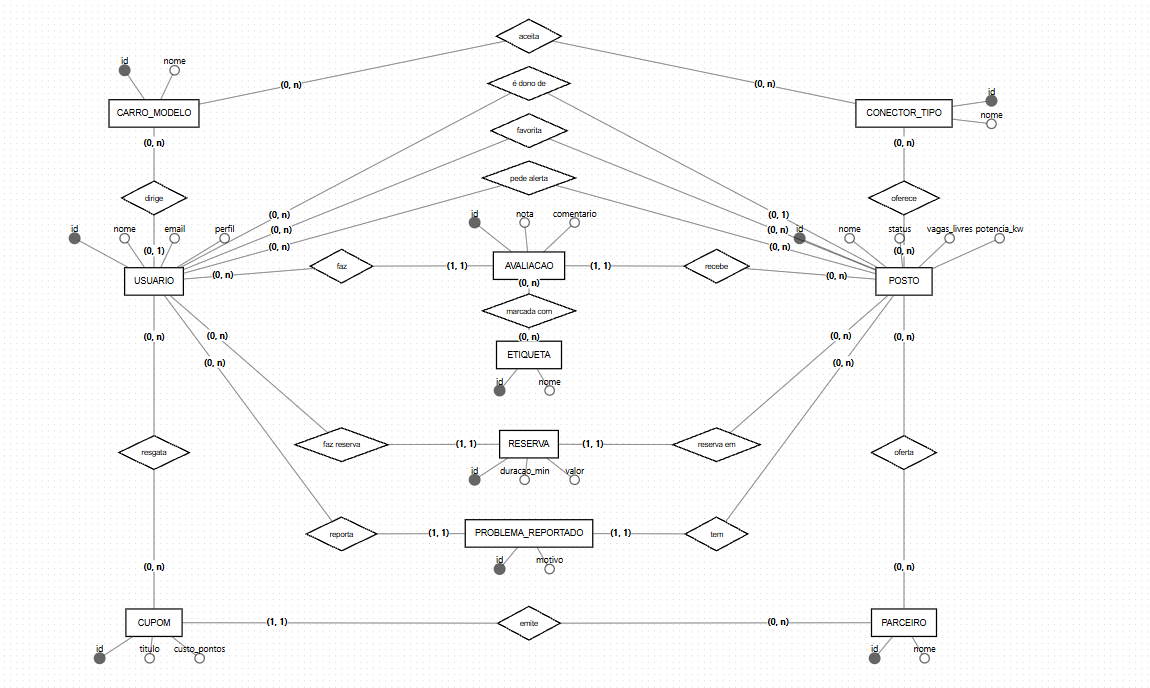 aceita
id nome
(0, n) (0, n)
é dono de
id
CARRO_MODELO
CONECTOR_TIPO
nome
favorita
(0, n) (0, n)
pede alerta
dirige
oferece
(0, n) (0, 1)
id nota comentario
id nome email perfil
(0, n) (0, n)
id nome status vagas_livres potencia_kw
(0, 1) (0, n) (0, n) (0, n)
faz
(1, 1)
AVALIACAO
(1, 1)
recebe
(0, n) (0, n)
USUARIO
POSTO
(0, n)
marcada com
(0, n) (0, n) (0, n) (0, n) (0, n)
ETIQUETA
(0, n) (0, n)
id nome
faz reserva
(1, 1)
RESERVA
(1, 1)
reserva em
resgata
oferta
id duracao_min valor
reporta
(1, 1)
PROBLEMA_REPORTADO
(1, 1)
tem
id motivo
(0, n) (0, n)
CUPOM
(1, 1)
emite
(0, n)
PARCEIRO
id titulo custo_pontos
id nome